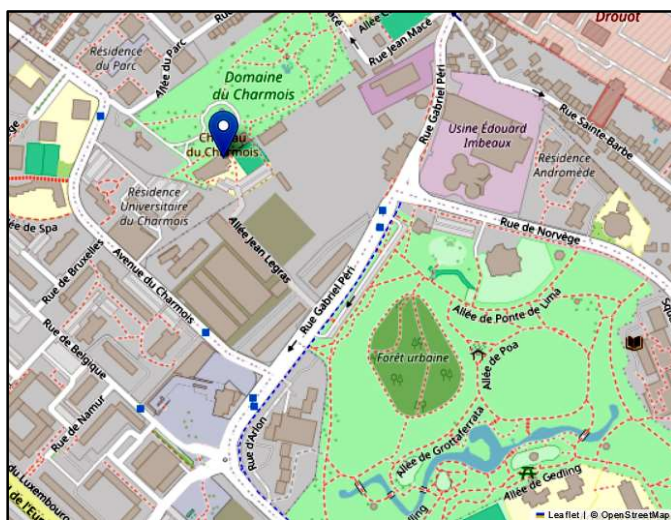 Drouot
Rue Jean Macé
Résidence
du Parc
Allée du Parc
Domaine
du Charmois
Rue Gabriel Péri
Usine Édouard
Imbeaux
Rue Sainte-Barbe
Château
du Charmois
Résidence
Andromède
Résidence
Universitaire
du Charmois
Allée Jean Legras
Rue de Norvège
Allée de Spa
Rue de Bruxelles
Avenue du Charmois
Rue Gabriel Péri
Allée de Ponte de Lima
Rue de Belgique
Forêt urbaine
Allée de Poa
Rue de Namur
Rue d'Arlon
Allée de Grottaferrata
Allée de Gedling
du Luxembourg
de l'Eu
Leaflet | © OpenStreetMap